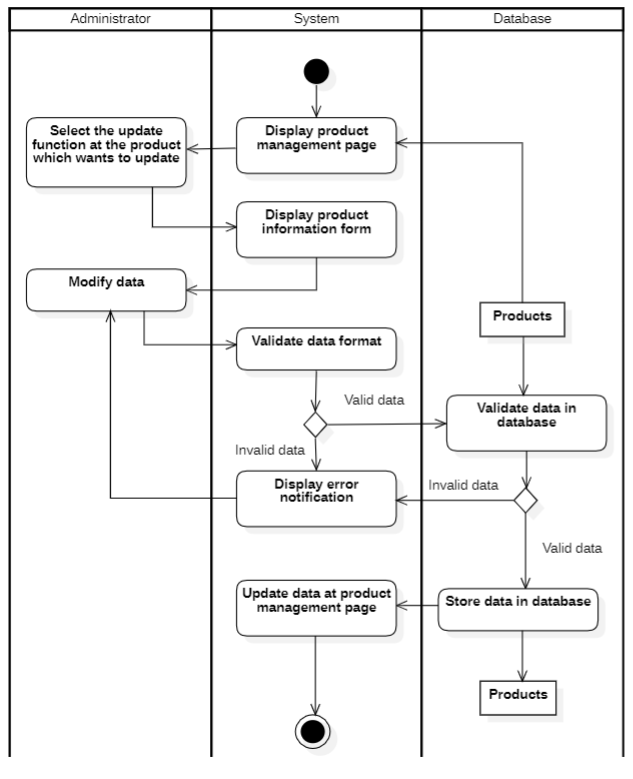 Administrator
System
Database
Select the update
function at the product
which wants to update
Display product
management page
Display product
information form
Modify data
Products
Validate data format
Valid data
Validate data in
database
Invalid data
Display error
notification
Invalid data
Valid data
Update data at product
management page
Store data in database
Products